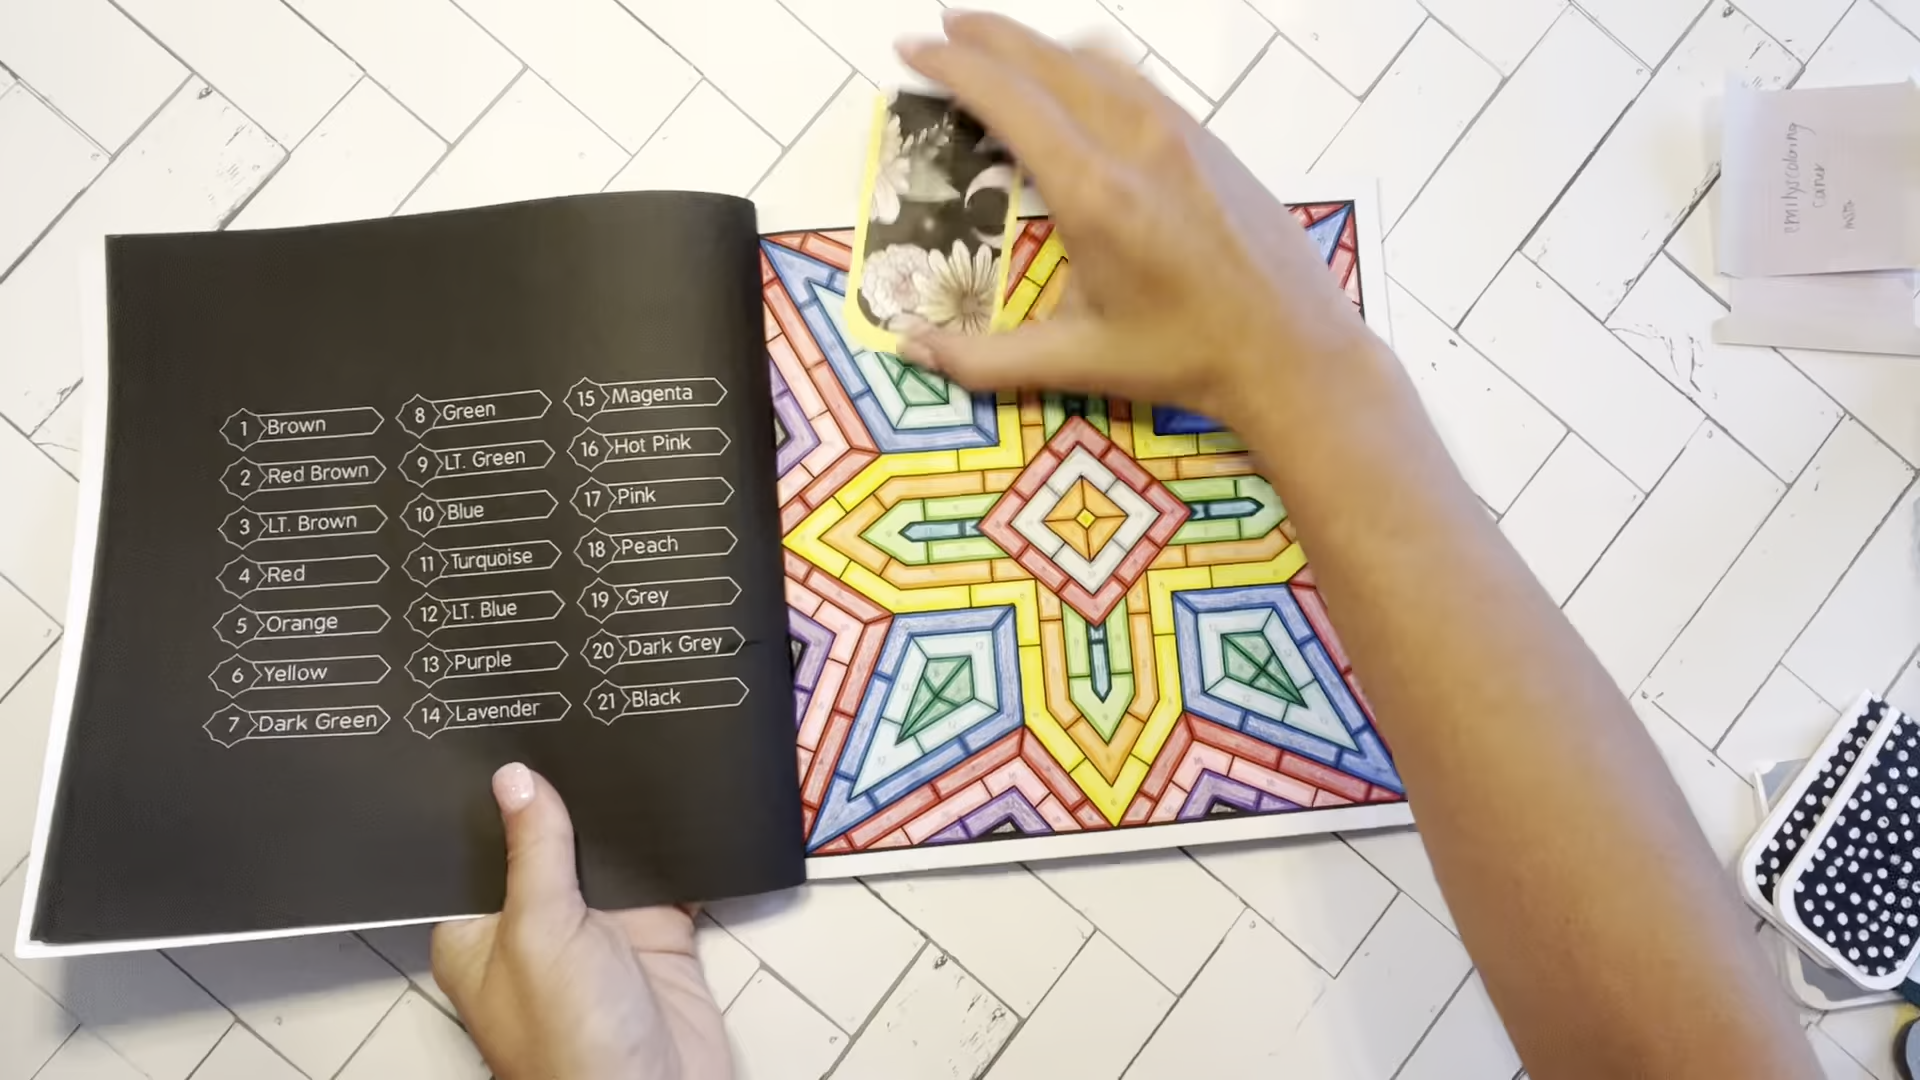 1 Brown
2 Red Brown
3 LT. Brown
4 Red
5 Orange
6 Yellow
7 Dark Green
8 Green
9 LT. Green
10 Blue
11 Turquoise
12 LT. Blue
13 Purple
14 Lavender
15 Magenta
16 Hot Pink
17 Pink
18 Peach
19 Grey
20 Dark Grey
21 Black
emilyscoloring
corner